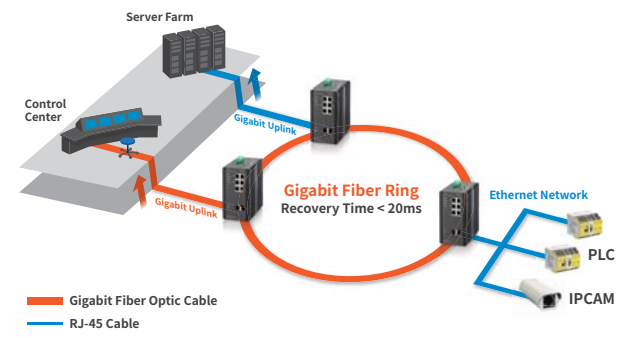 Server Farm
Control
Center
Gigabit Uplink
Gigabit Uplink
Gigabit Fiber Ring
Recovery Time < 20ms
Ethernet Network
PLC
IPCAM
Gigabit Fiber Optic Cable
RJ-45 Cable